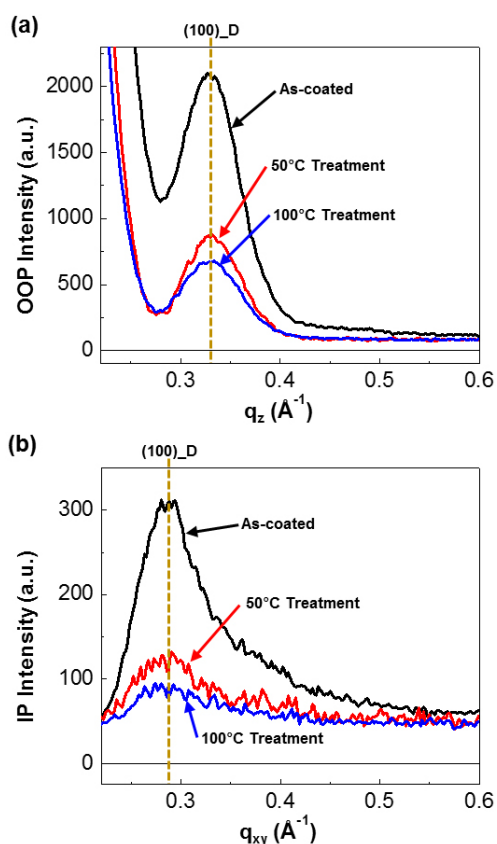 (a)
(100)_D
As-coated
50°C Treatment
100°C Treatment
2000
1500
1000
500
0
OOP Intensity (a.u.)
0.3
0.4
0.5
0.6
qz (Å-1)
(b)
(100)_D
As-coated
50°C Treatment
100°C Treatment
300
200
100
0
IP Intensity (a.u.)
0.3
0.4
0.5
0.6
qxy (Å-1)